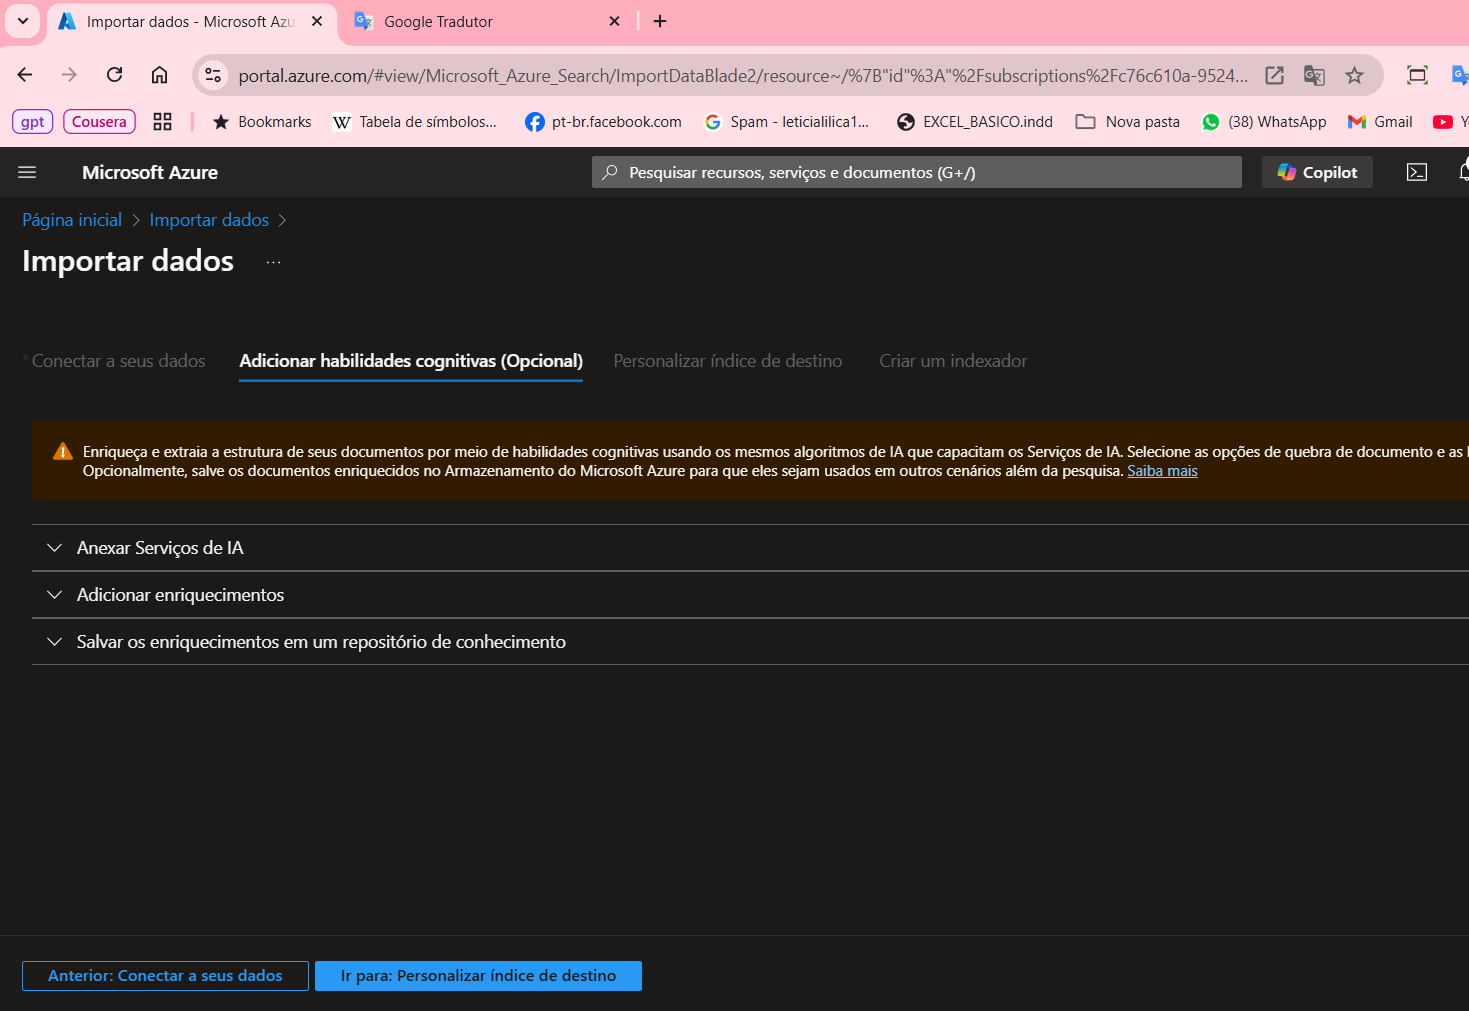 Importar dados - Microsoft Azu
Google Tradutor
portal.azure.com/#view/Microsoft_Azure_Search/ImportDataBlade2/resource~/%7B"id"%3A"%2Fsubscriptions%2Fc76c610a-9524...
gpt
Cousera
Bookmarks
Tabela de símbolos...
pt-br.facebook.com
Spam - leticialilica1...
EXCEL_BASICO.indd
Nova pasta
(38) WhatsApp
Gmail
Microsoft Azure
Pesquisar recursos, serviços e documentos (G+/)
Copilot
Página inicial > Importar dados >
Importar dados ...
*Conectar a seus dados
Adicionar habilidades cognitivas (Opcional)
Personalizar índice de destino
Criar um indexador
Enriqueça e extraia a estrutura de seus documentos por meio de habilidades cognitivas usando os mesmos algoritmos de IA que capacitam os Serviços de IA. Selecione as opções de quebra de documento e as
Opcionalmente, salve os documentos enriquecidos no Armazenamento do Microsoft Azure para que eles sejam usados em outros cenários além da pesquisa. Saiba mais
Anexar Serviços de IA
Adicionar enriquecimentos
Salvar os enriquecimentos em um repositório de conhecimento
Anterior: Conectar a seus dados
Ir para: Personalizar índice de destino